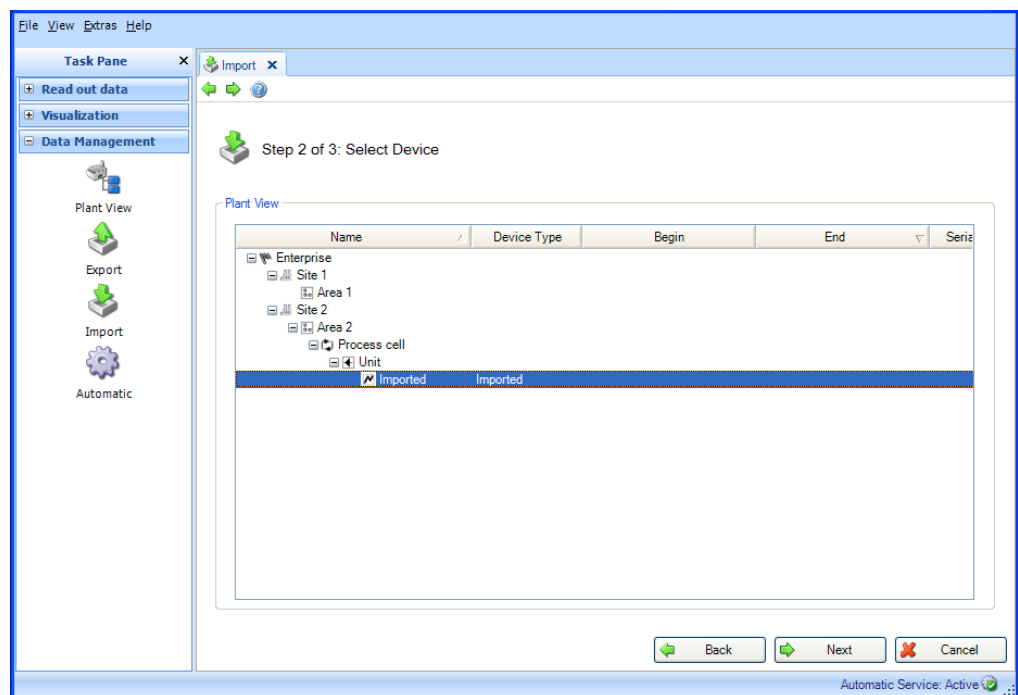 File View Extras Help
Task Pane
Import
Read out data
Visualization
Data Management
Plant View
Export
Import
Automatic
Step 2 of 3: Select Device
Plant View
Name Device Type Begin End Seria
Enterprise
Site 1
Area 1
Site 2
Area 2
Process cell
Unit
Imported Imported
Back Next Cancel
Automatic Service: Active